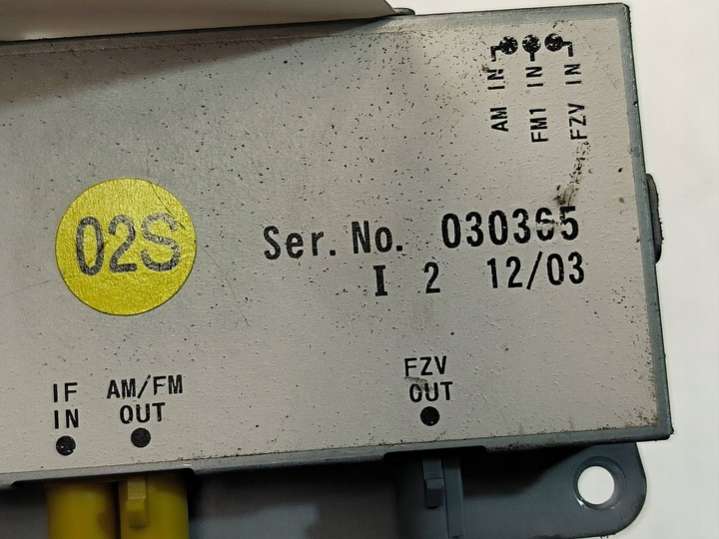 AM IN
FM1 IN
FZV IN
02S
Ser. No. 030365
I 2 12/03
IF IN
AM/FM OUT
FZV OUT